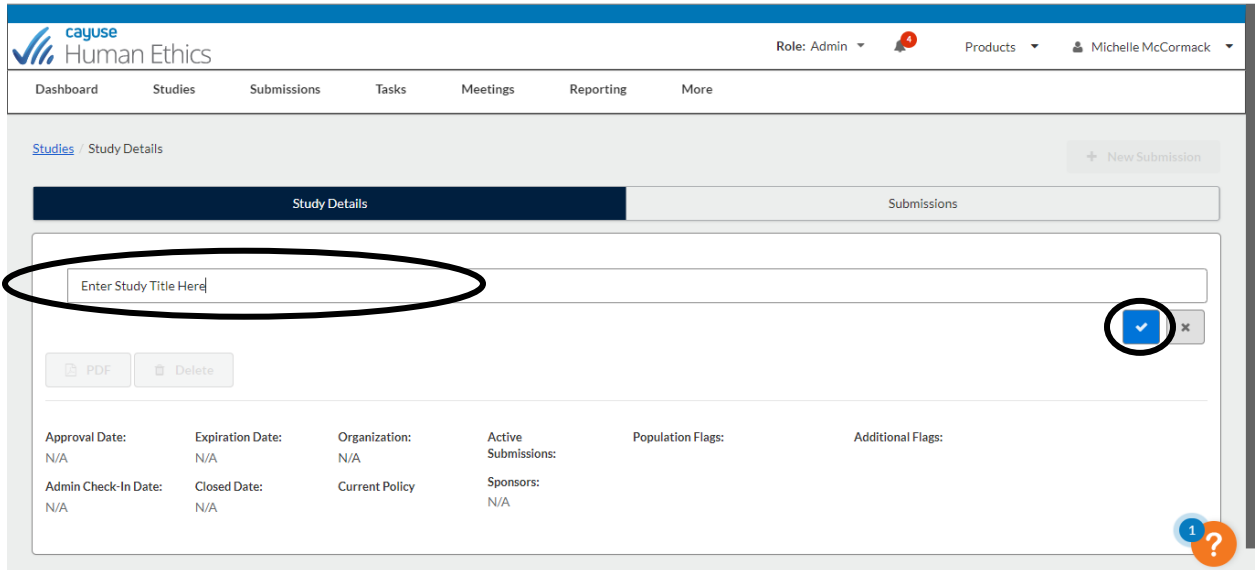 cayuse
Human Ethics
Role: Admin
4
Products
Michelle McCormack
Dashboard Studies Submissions Tasks Meetings Reporting More
Studies / Study Details
+ New Submission
Study Details
Submissions
Enter Study Title Here
PDF
Delete
Approval Date: Expiration Date: Organization: Active Population Flags: Additional Flags:
Submissions:
N/A N/A N/A
Admin Check-In Date: Closed Date: Current Policy Sponsors:
N/A N/A N/A
1
?